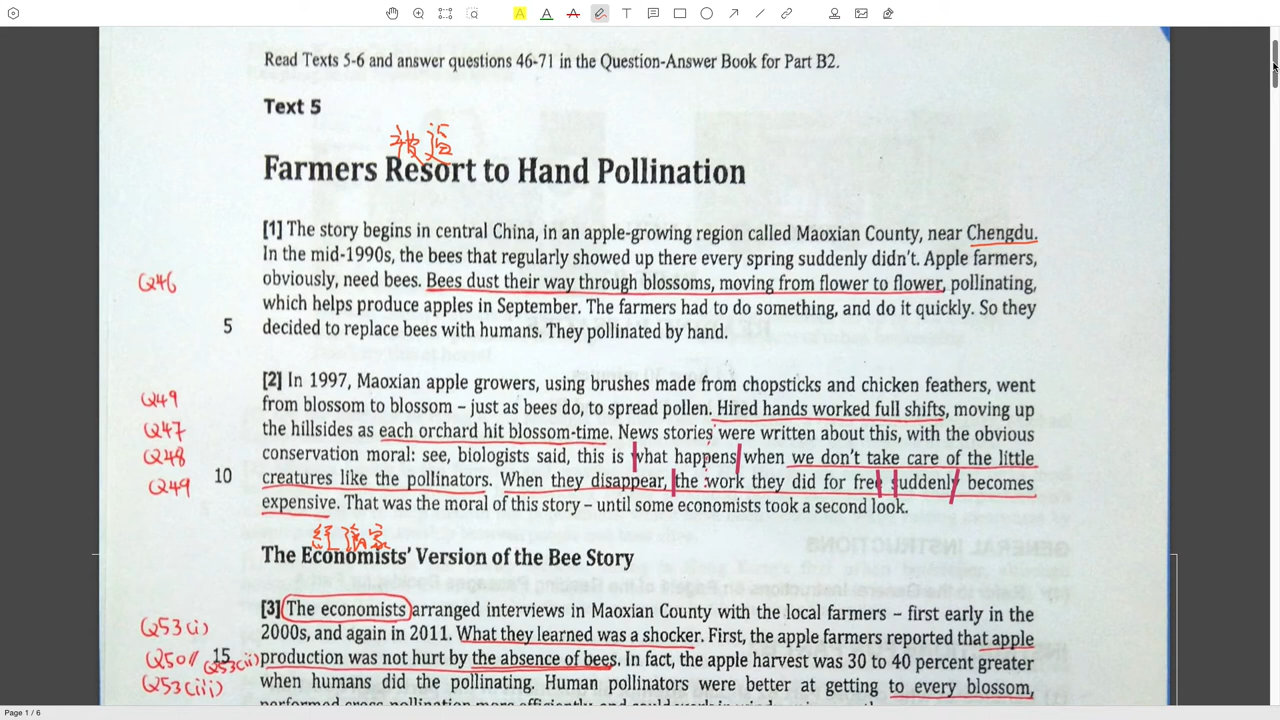 Read Texts 5-6 and answer questions 46-71 in the Question-Answer Book for Part B2.
Text 5
被逼
Farmers Resort to Hand Pollination
[1] The story begins in central China, in an apple-growing region called Maoxian County, near Chengdu.
In the mid-1990s, the bees that regularly showed up there every spring suddenly didn't. Apple farmers,
Q46 obviously, need bees. Bees dust their way through blossoms, moving from flower to flower, pollinating,
which helps produce apples in September. The farmers had to do something, and do it quickly. So they
5 decided to replace bees with humans. They pollinated by hand.
[2] In 1997, Maoxian apple growers, using brushes made from chopsticks and chicken feathers, went
Q49 from blossom to blossom – just as bees do, to spread pollen. Hired hands worked full shifts, moving up
Q47 the hillsides as each orchard hit blossom-time. News stories were written about this, with the obvious
Q48 conservation moral: see, biologists said, this is what happens when we don't take care of the little
Q49 10 creatures like the pollinators. When they disappear, the work they did for free suddenly becomes
expensive. That was the moral of this story – until some economists took a second look.
經濟家
The Economists' Version of the Bee Story
[3] The economists arranged interviews in Maoxian County with the local farmers – first early in the
Q53(i) 2000s, and again in 2011. What they learned was a shocker. First, the apple farmers reported that apple
Q50// Q53(ii) 15 production was not hurt by the absence of bees. In fact, the apple harvest was 30 to 40 percent greater
Q53(iii) when humans did the pollinating. Human pollinators were better at getting to every blossom,
Page 1 / 6